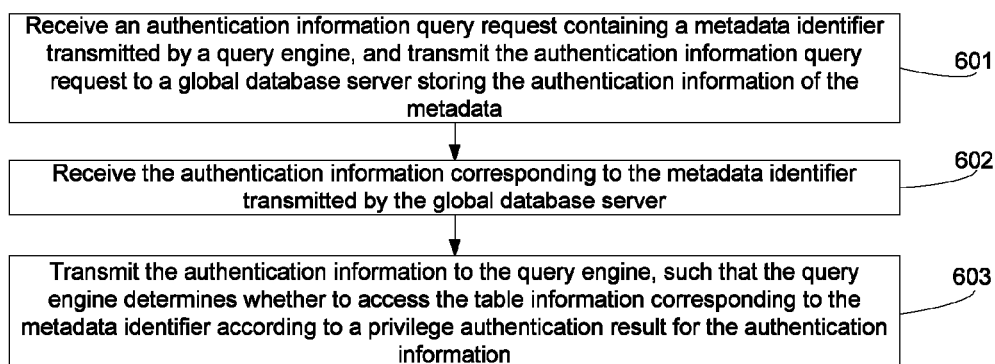 Receive an authentication information query request containing a metadata identifier
transmitted by a query engine, and transmit the authentication information query
request to a global database server storing the authentication information of the
metadata
601
Receive the authentication information corresponding to the metadata identifier
transmitted by the global database server
602
Transmit the authentication information to the query engine, such that the query
engine determines whether to access the table information corresponding to the
metadata identifier according to a privilege authentication result for the authentication
information
603